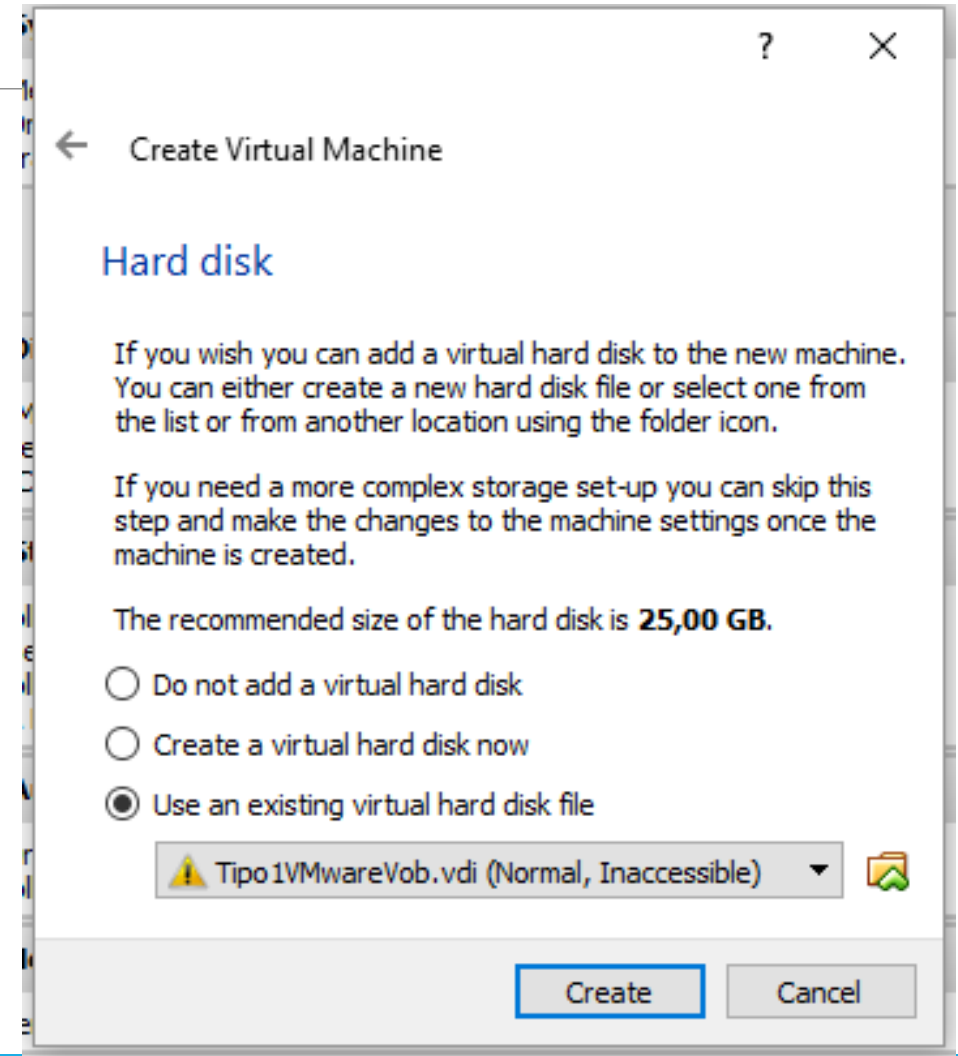 ?
Create Virtual Machine
Hard disk
If you wish you can add a virtual hard disk to the new machine.
You can either create a new hard disk file or select one from
the list or from another location using the folder icon.
If you need a more complex storage set-up you can skip this
step and make the changes to the machine settings once the
machine is created.
The recommended size of the hard disk is 25,00 GB.
Do not add a virtual hard disk
Create a virtual hard disk now
Use an existing virtual hard disk file
Tipo1VMwareVob.vdi (Normal, Inaccessible)
Create Cancel